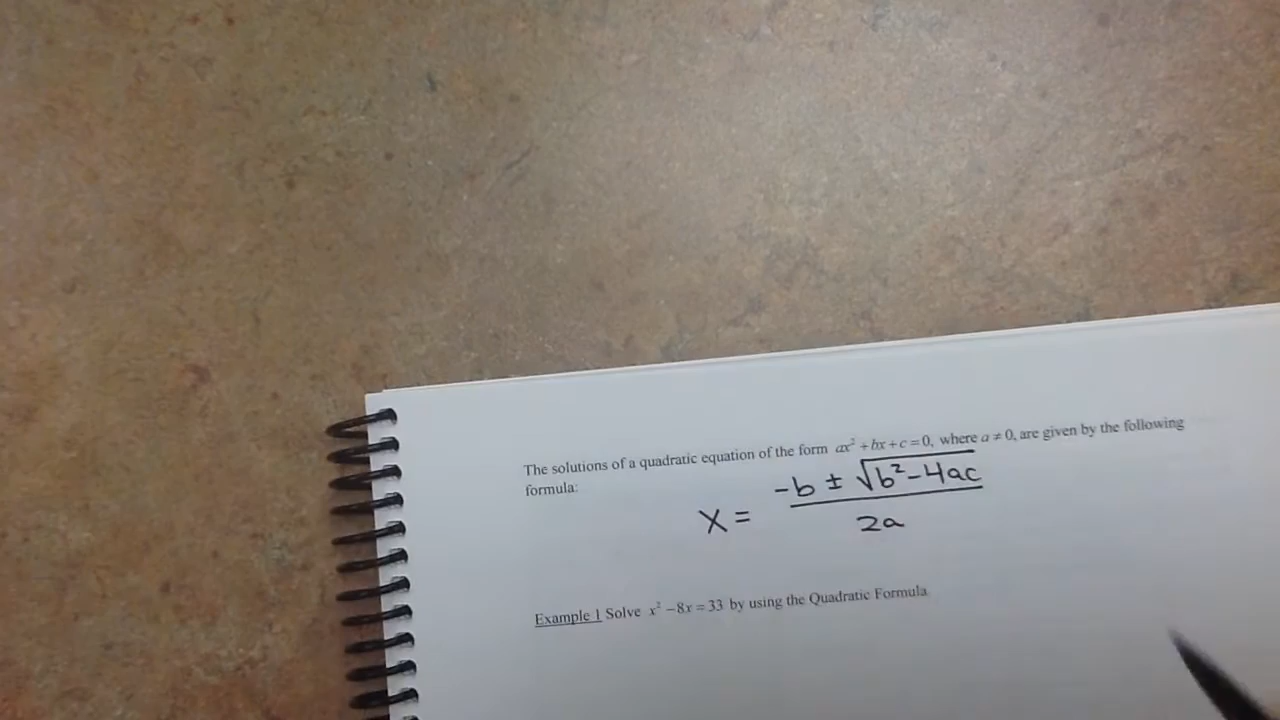 The solutions of a quadratic equation of the form ax² + bx + c = 0, where a ≠ 0, are given by the following
formula:
x = (-b ± √(b² - 4ac)) / 2a
Example 1 Solve x² − 8x = 33 by using the Quadratic Formula